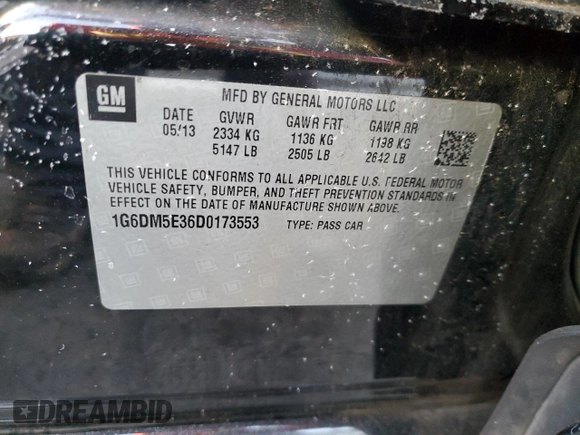 GM
MFD BY GENERAL MOTORS LLC
DATE GVWR GAWR FRT GAWR RR
05/13 2334 KG 1136 KG 1198 KG
5147 LB 2505 LB 2642 LB
THIS VEHICLE CONFORMS TO ALL APPLICABLE U.S. FEDERAL MOTOR
VEHICLE SAFETY, BUMPER, AND THEFT PREVENTION STANDARDS IN
EFFECT ON THE DATE OF MANUFACTURE SHOWN ABOVE.
1G6DM5E36D0173553 TYPE: PASS CAR
DREAMBID